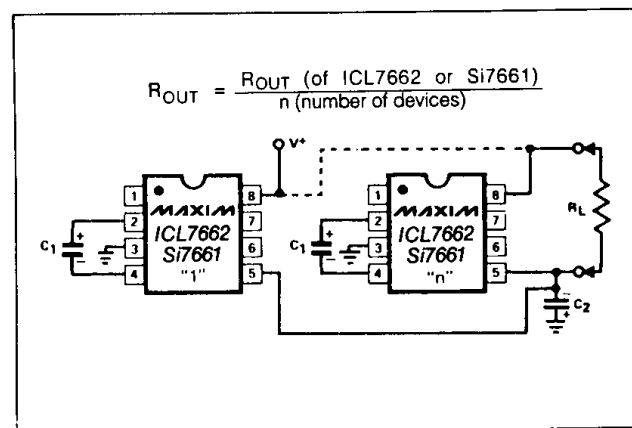 ROUT = ROUT (of ICL7662 or Si7661)
n (number of devices)
V+
1
2
3
4
8
7
6
5
MAXIM
ICL7662
Si7661
"1"
C1
+
−
1
2
3
4
8
7
6
5
MAXIM
ICL7662
Si7661
"n"
C1
+
−
RL
−
+
C2